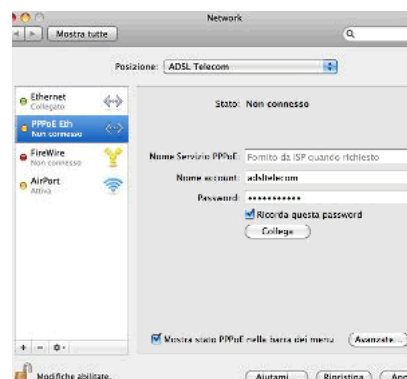 Network
Mostra tutte
Posizione: ADSL Telecom
Ethernet
Collegato
PPPoE Eth
Non connesso
FireWire
Non connesso
AirPort
Attiva
Stato: Non connesso
Nome Servizio PPPoE: Fornito da ISP quando richiesto
Nome account: adsltelecom
Password: •••••••••••
Ricorda questa password
Collega
Mostra stato PPPoE nella barra dei menu
Avanzate...
+ −
Modifiche abilitate.
Aiutami...
Ripristina